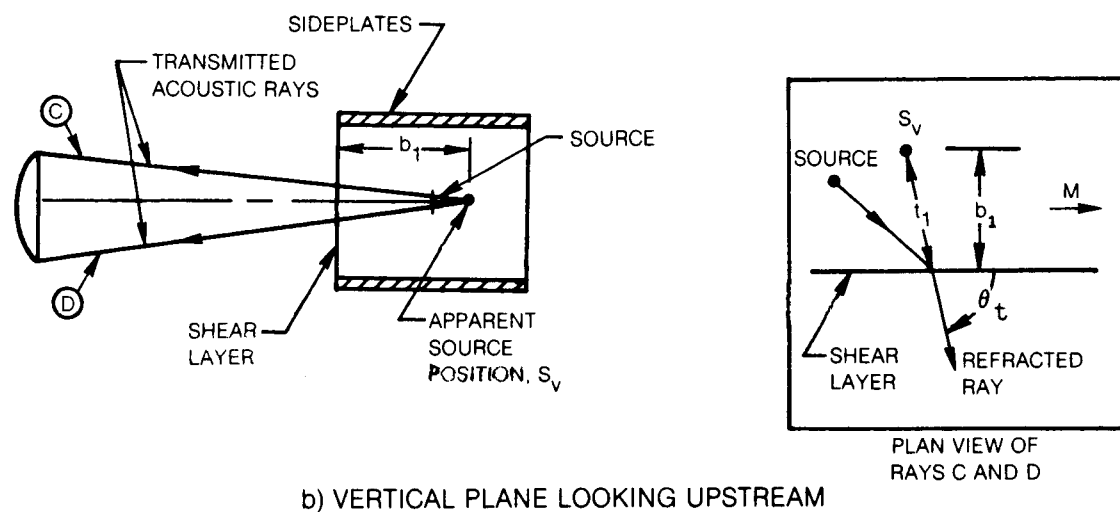 SIDEPLATES
TRANSMITTED
ACOUSTIC RAYS
C
b₁
SOURCE
D
SHEAR
LAYER
APPARENT
SOURCE
POSITION, Sᵥ
Sᵥ
SOURCE
t₁
b₁
M
θt
SHEAR
LAYER
REFRACTED
RAY
PLAN VIEW OF
RAYS C AND D
b) VERTICAL PLANE LOOKING UPSTREAM